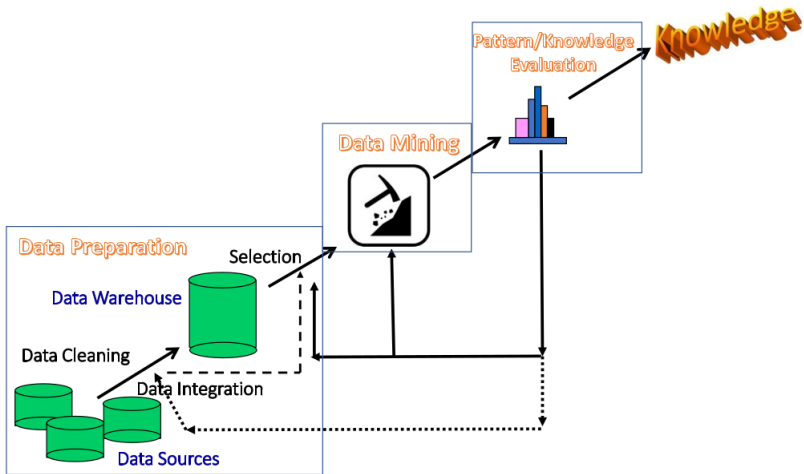 Knowledge
Pattern/Knowledge
Evaluation
Data Mining
Data Preparation
Selection
Data Warehouse
Data Cleaning
Data Integration
Data Sources